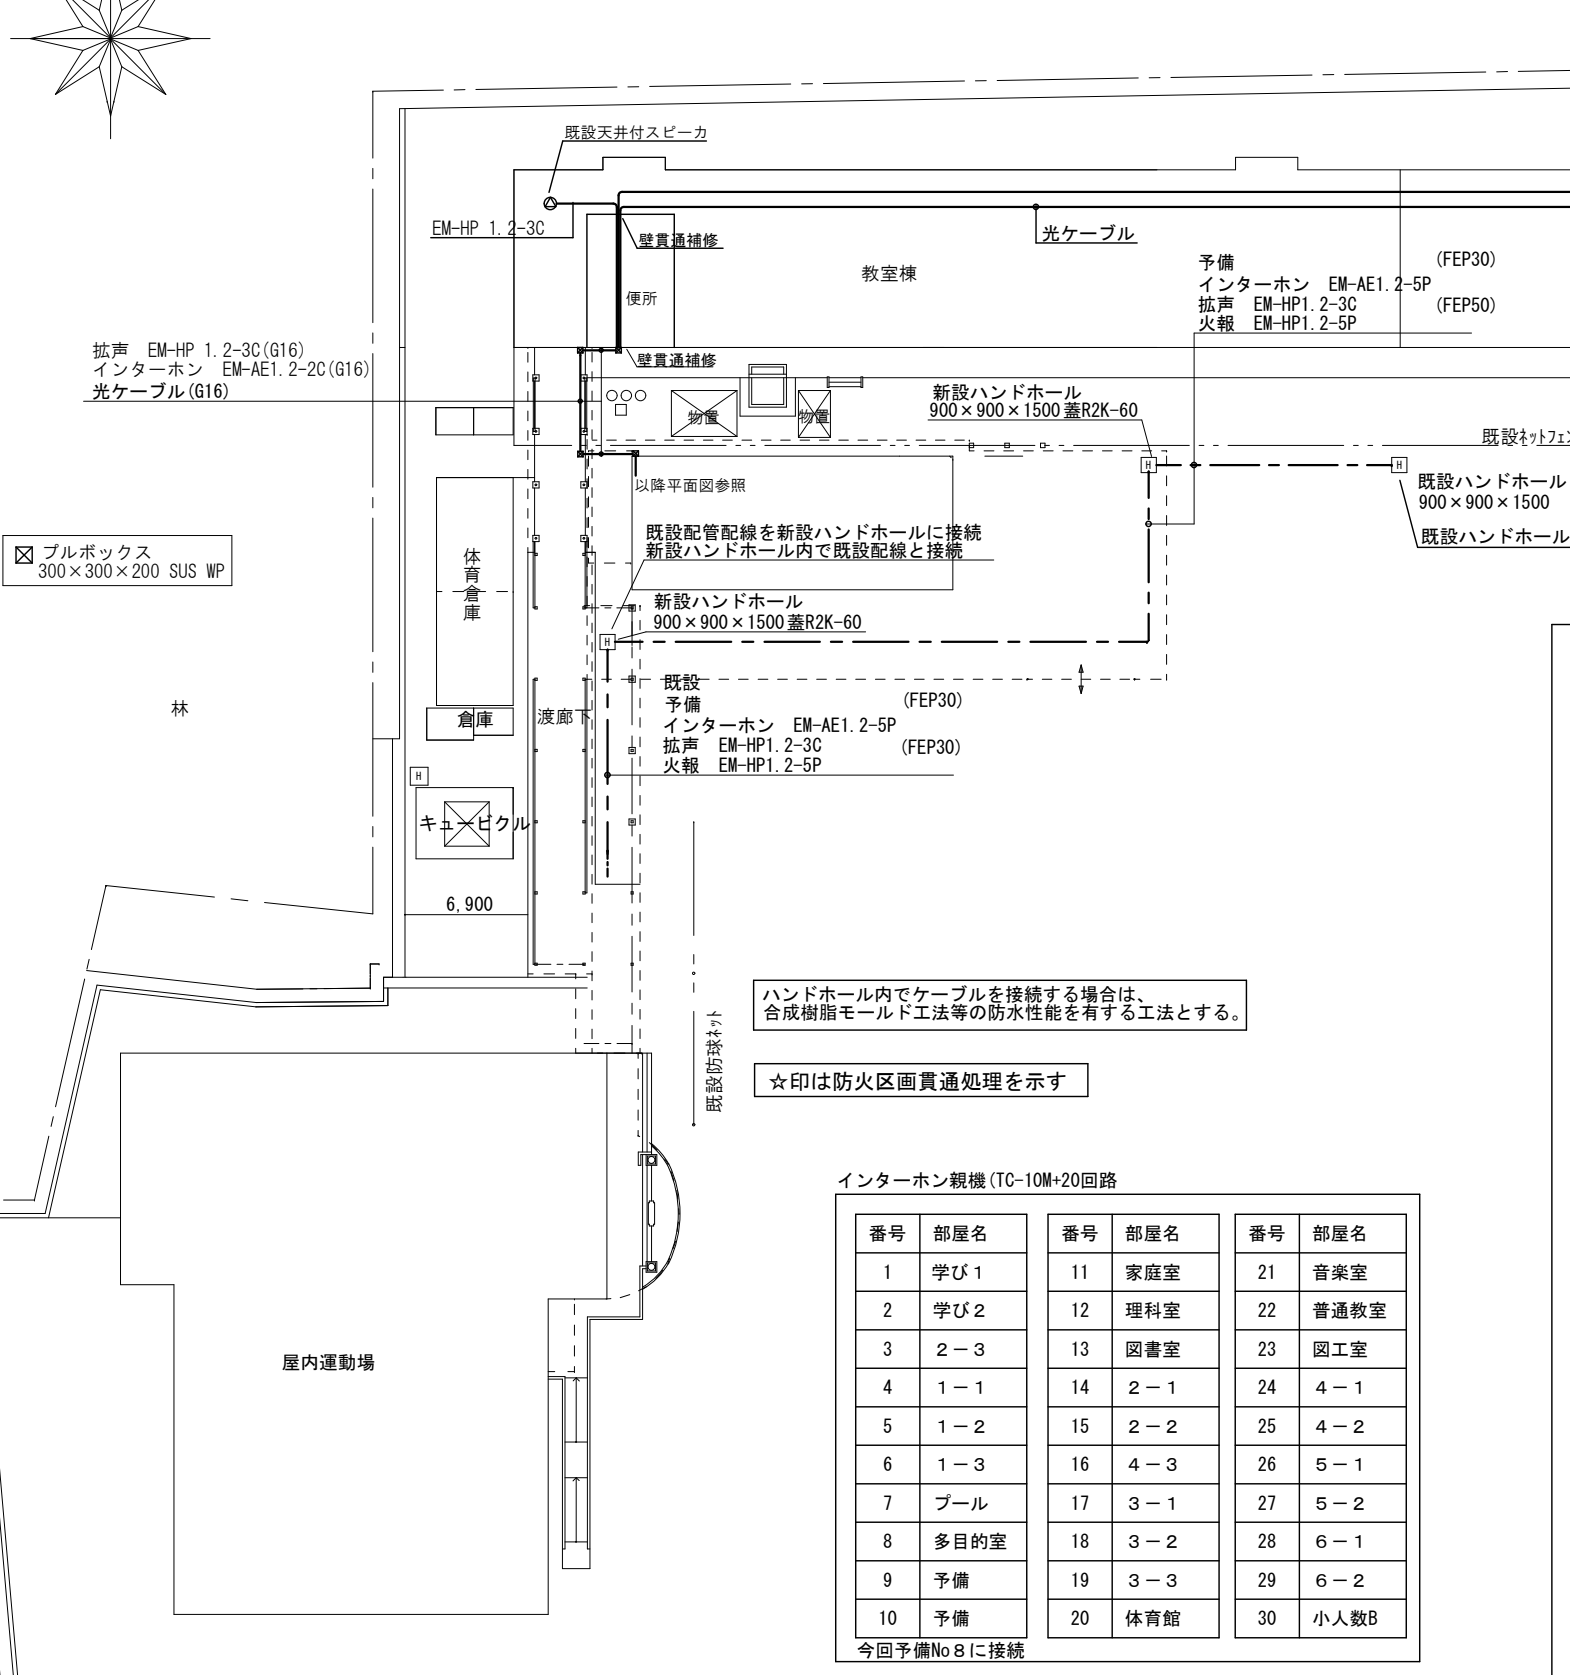 既設天井付スピーカ
EM-HP 1.2-3C
壁貫通補修
光ケーブル
教室棟
便所
予備 (FEP30)
インターホン EM-AE1.2-5P
拡声 EM-HP1.2-3C (FEP50)
火報 EM-HP1.2-5P
拡声 EM-HP 1.2-3C(G16)
インターホン EM-AE1.2-2C(G16)
光ケーブル(G16)
壁貫通補修
物置
物置
新設ハンドホール
900×900×1500蓋R2K-60
既設ネットフェン
H
H
既設ハンドホール
900×900×1500
既設ハンドホール
以降平面図参照
既設配管配線を新設ハンドホールに接続
新設ハンドホール内で既設配線と接続
プルボックス
300×300×200 SUS WP
体育倉庫
新設ハンドホール
900×900×1500蓋R2K-60
H
林
倉庫
渡廊下
既設
予備 (FEP30)
インターホン EM-AE1.2-5P
拡声 EM-HP1.2-3C (FEP30)
火報 EM-HP1.2-5P
H
キュービクル
6,900
既設防球ネット
ハンドホール内でケーブルを接続する場合は、
合成樹脂モールド工法等の防水性能を有する工法とする。
☆印は防火区画貫通処理を示す
屋内運動場
インターホン親機(TC-10M+20回路
番号 部屋名 番号 部屋名 番号 部屋名
1 学び1 11 家庭室 21 音楽室
2 学び2 12 理科室 22 普通教室
3 2-3 13 図書室 23 図工室
4 1-1 14 2-1 24 4-1
5 1-2 15 2-2 25 4-2
6 1-3 16 4-3 26 5-1
7 プール 17 3-1 27 5-2
8 多目的室 18 3-2 28 6-1
9 予備 19 3-3 29 6-2
10 予備 20 体育館 30 小人数B
今回予備No8に接続